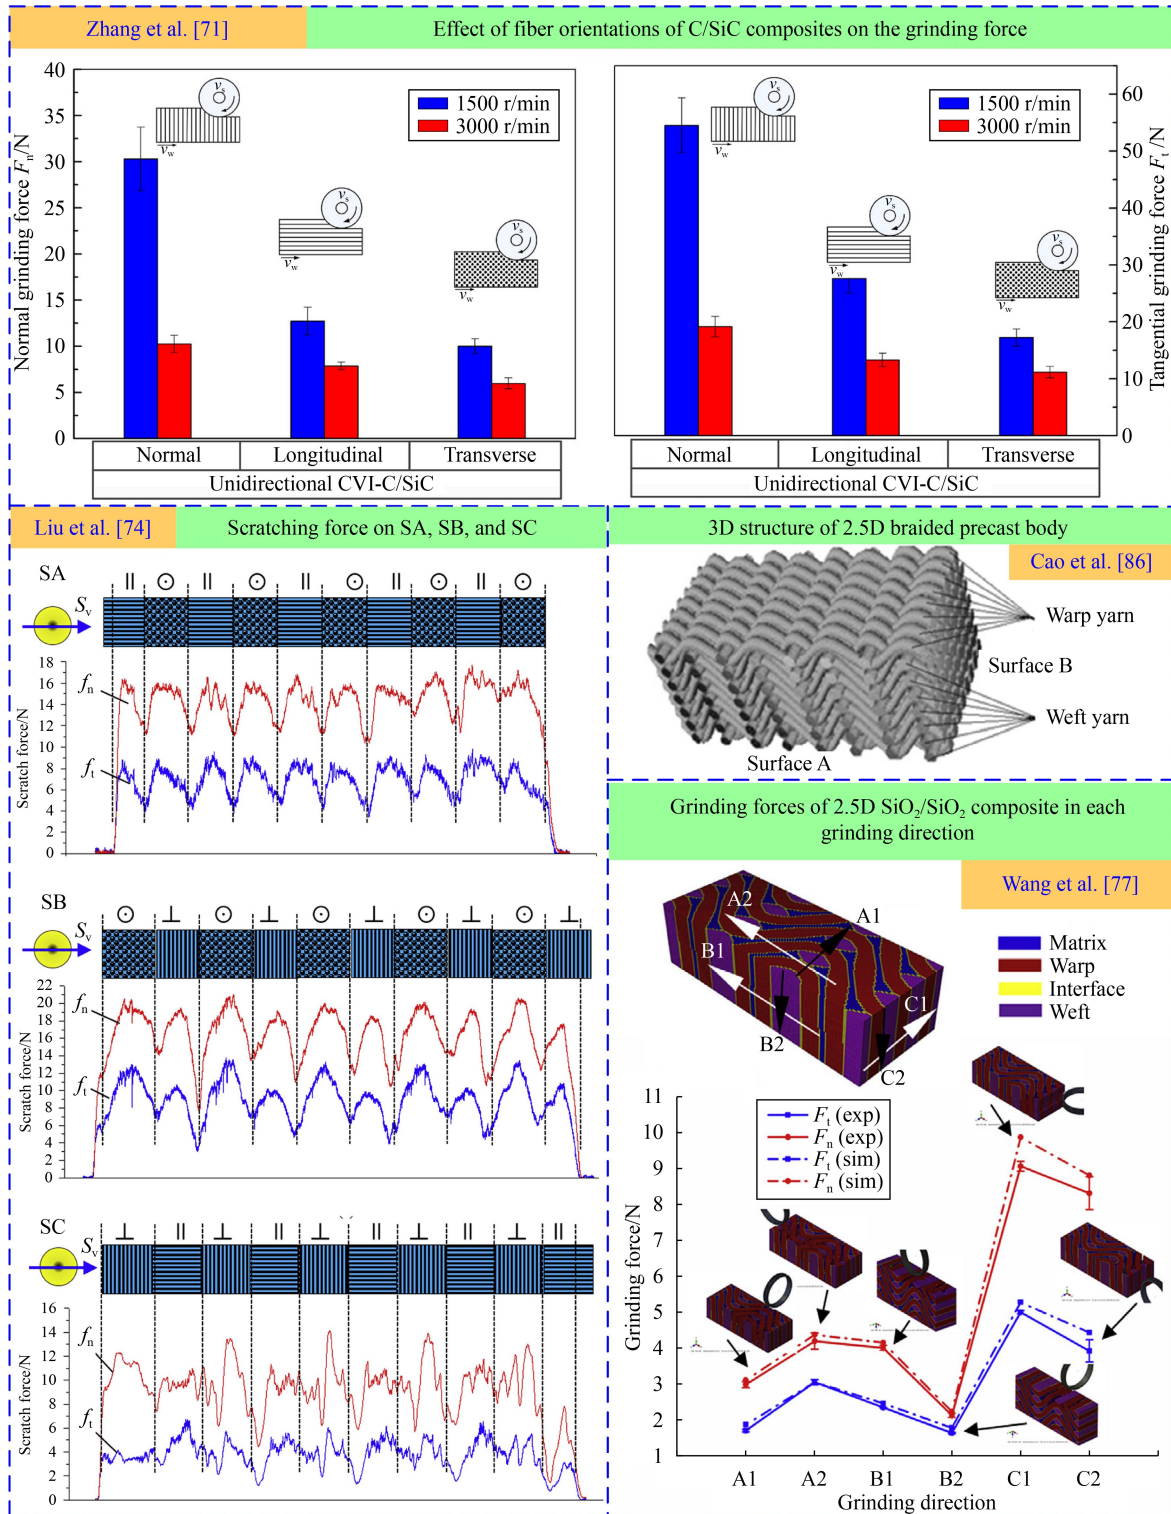 Zhang et al. [71]
Effect of fiber orientations of C/SiC composites on the grinding force
Normal grinding force Fn/N
40
35
30
25
20
15
10
5
0
vs
vw
vs
vw
vs
vw
1500 r/min
3000 r/min
Normal
Longitudinal
Transverse
Unidirectional CVI-C/SiC
vs
vw
vs
vw
vs
vw
1500 r/min
3000 r/min
60
50
40
30
20
10
0
Tangential grinding force Ft/N
Normal
Longitudinal
Transverse
Unidirectional CVI-C/SiC
Liu et al. [74]
Scratching force on SA, SB, and SC
SA
|| ⊙ || ⊙ || ⊙ || ⊙ || ⊙
Sv
Scratch force/N
18
16
14
12
10
8
6
4
2
0
fn
ft
SB
⊙ ⊥ ⊙ ⊥ ⊙ ⊥ ⊙ ⊥ ⊙ ⊥
Sv
Scratch force/N
22
20
18
16
14
12
10
8
6
4
2
0
fn
ft
SC
⊥ || ⊥ || ⊥ || ⊥ || ⊥ ||
Sv
Scratch force/N
16
14
12
10
8
6
4
2
0
fn
ft
3D structure of 2.5D braided precast body
Cao et al. [86]
Warp yarn
Surface B
Weft yarn
Surface A
Grinding forces of 2.5D SiO2/SiO2 composite in each
grinding direction
Wang et al. [77]
A2
A1
B1
C1
B2
C2
Matrix
Warp
Interface
Weft
Ft (exp)
Fn (exp)
Ft (sim)
Fn (sim)
Grinding force/N
11
10
9
8
7
6
5
4
3
2
1
A1
A2
B1
B2
C1
C2
Grinding direction